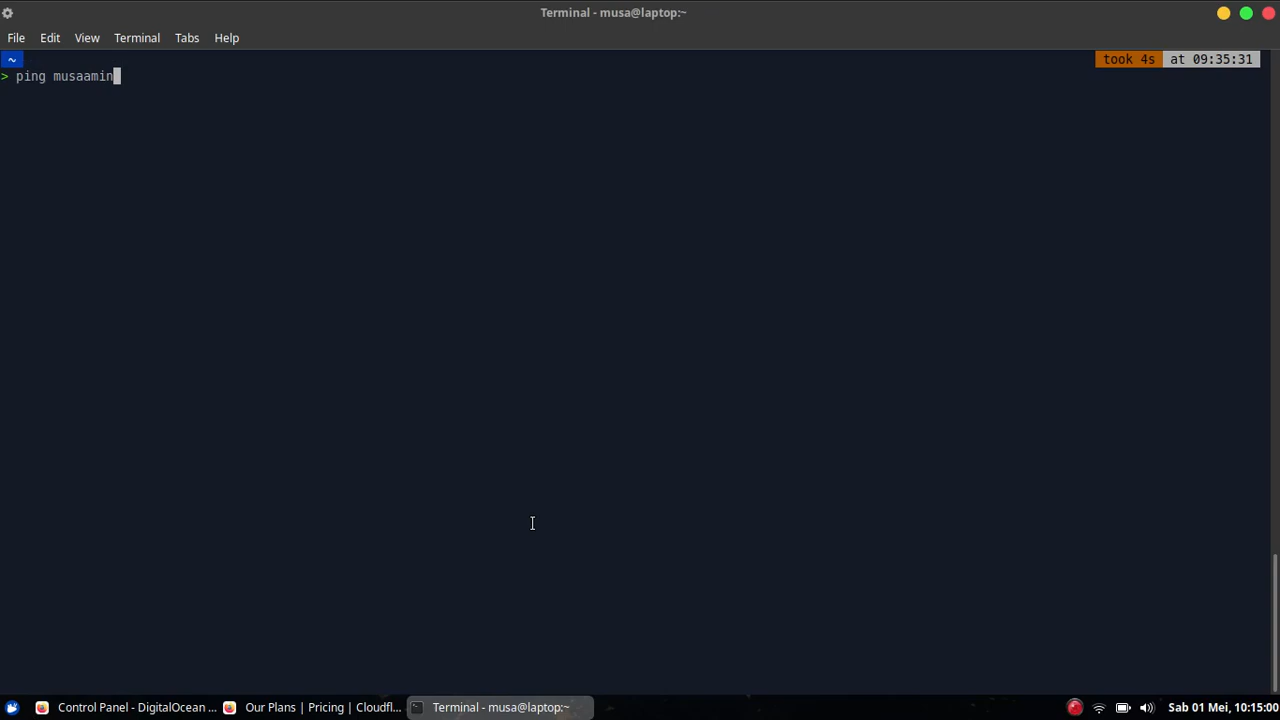 Terminal - musa@laptop:~
File Edit View Terminal Tabs Help
~ took 4s at 09:35:31
> ping musaamin
Control Panel - DigitalOcean ... Our Plans | Pricing | Cloudfl... Terminal - musa@laptop:~ Sab 01 Mei, 10:15:00